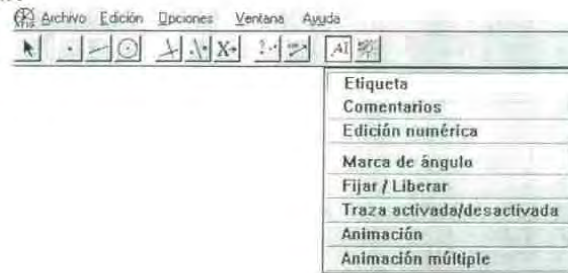 Archivo Edición Opciones Ventana Ayuda
X AI
Etiqueta
Comentarios
Edición numérica
Marca de ángulo
Fijar / Liberar
Traza activada/desactivada
Animación
Animación múltiple